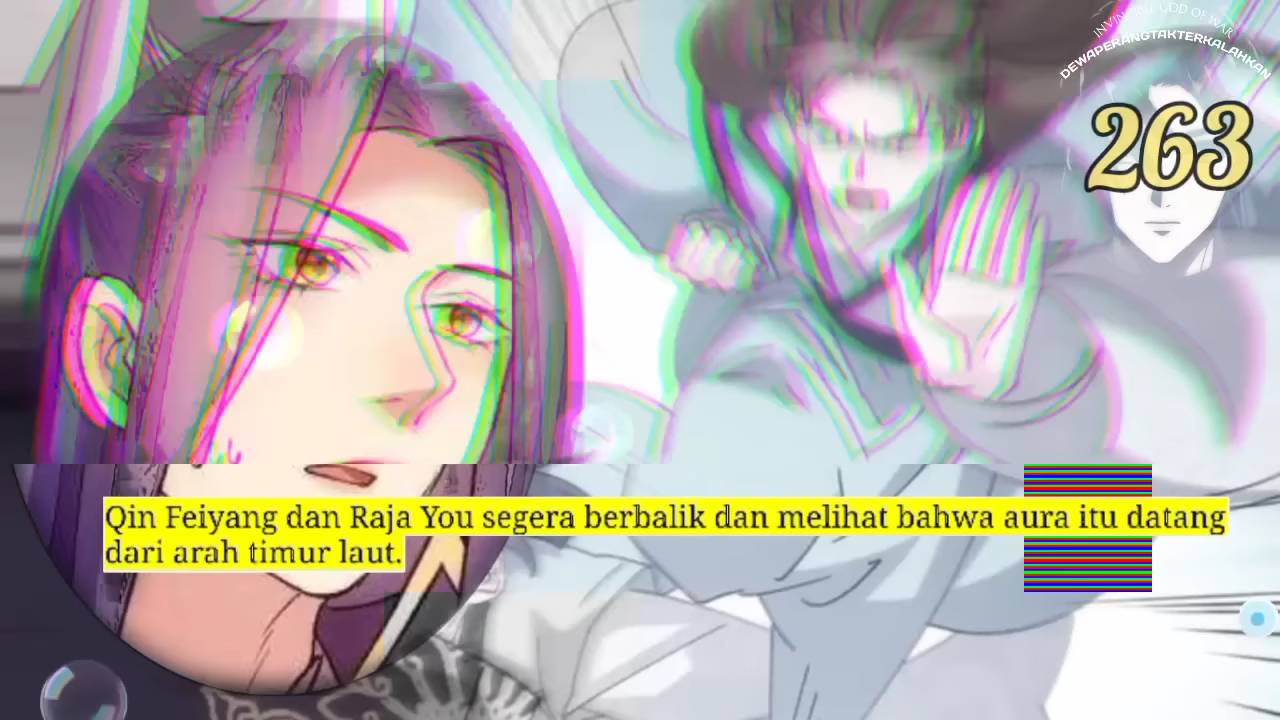 INVINCIBLE GOD OF WAR
DEWAPERANGTAKTERKALAHKAN
263
Qin Feiyang dan Raja You segera berbalik dan melihat bahwa aura itu datang
dari arah timur laut.